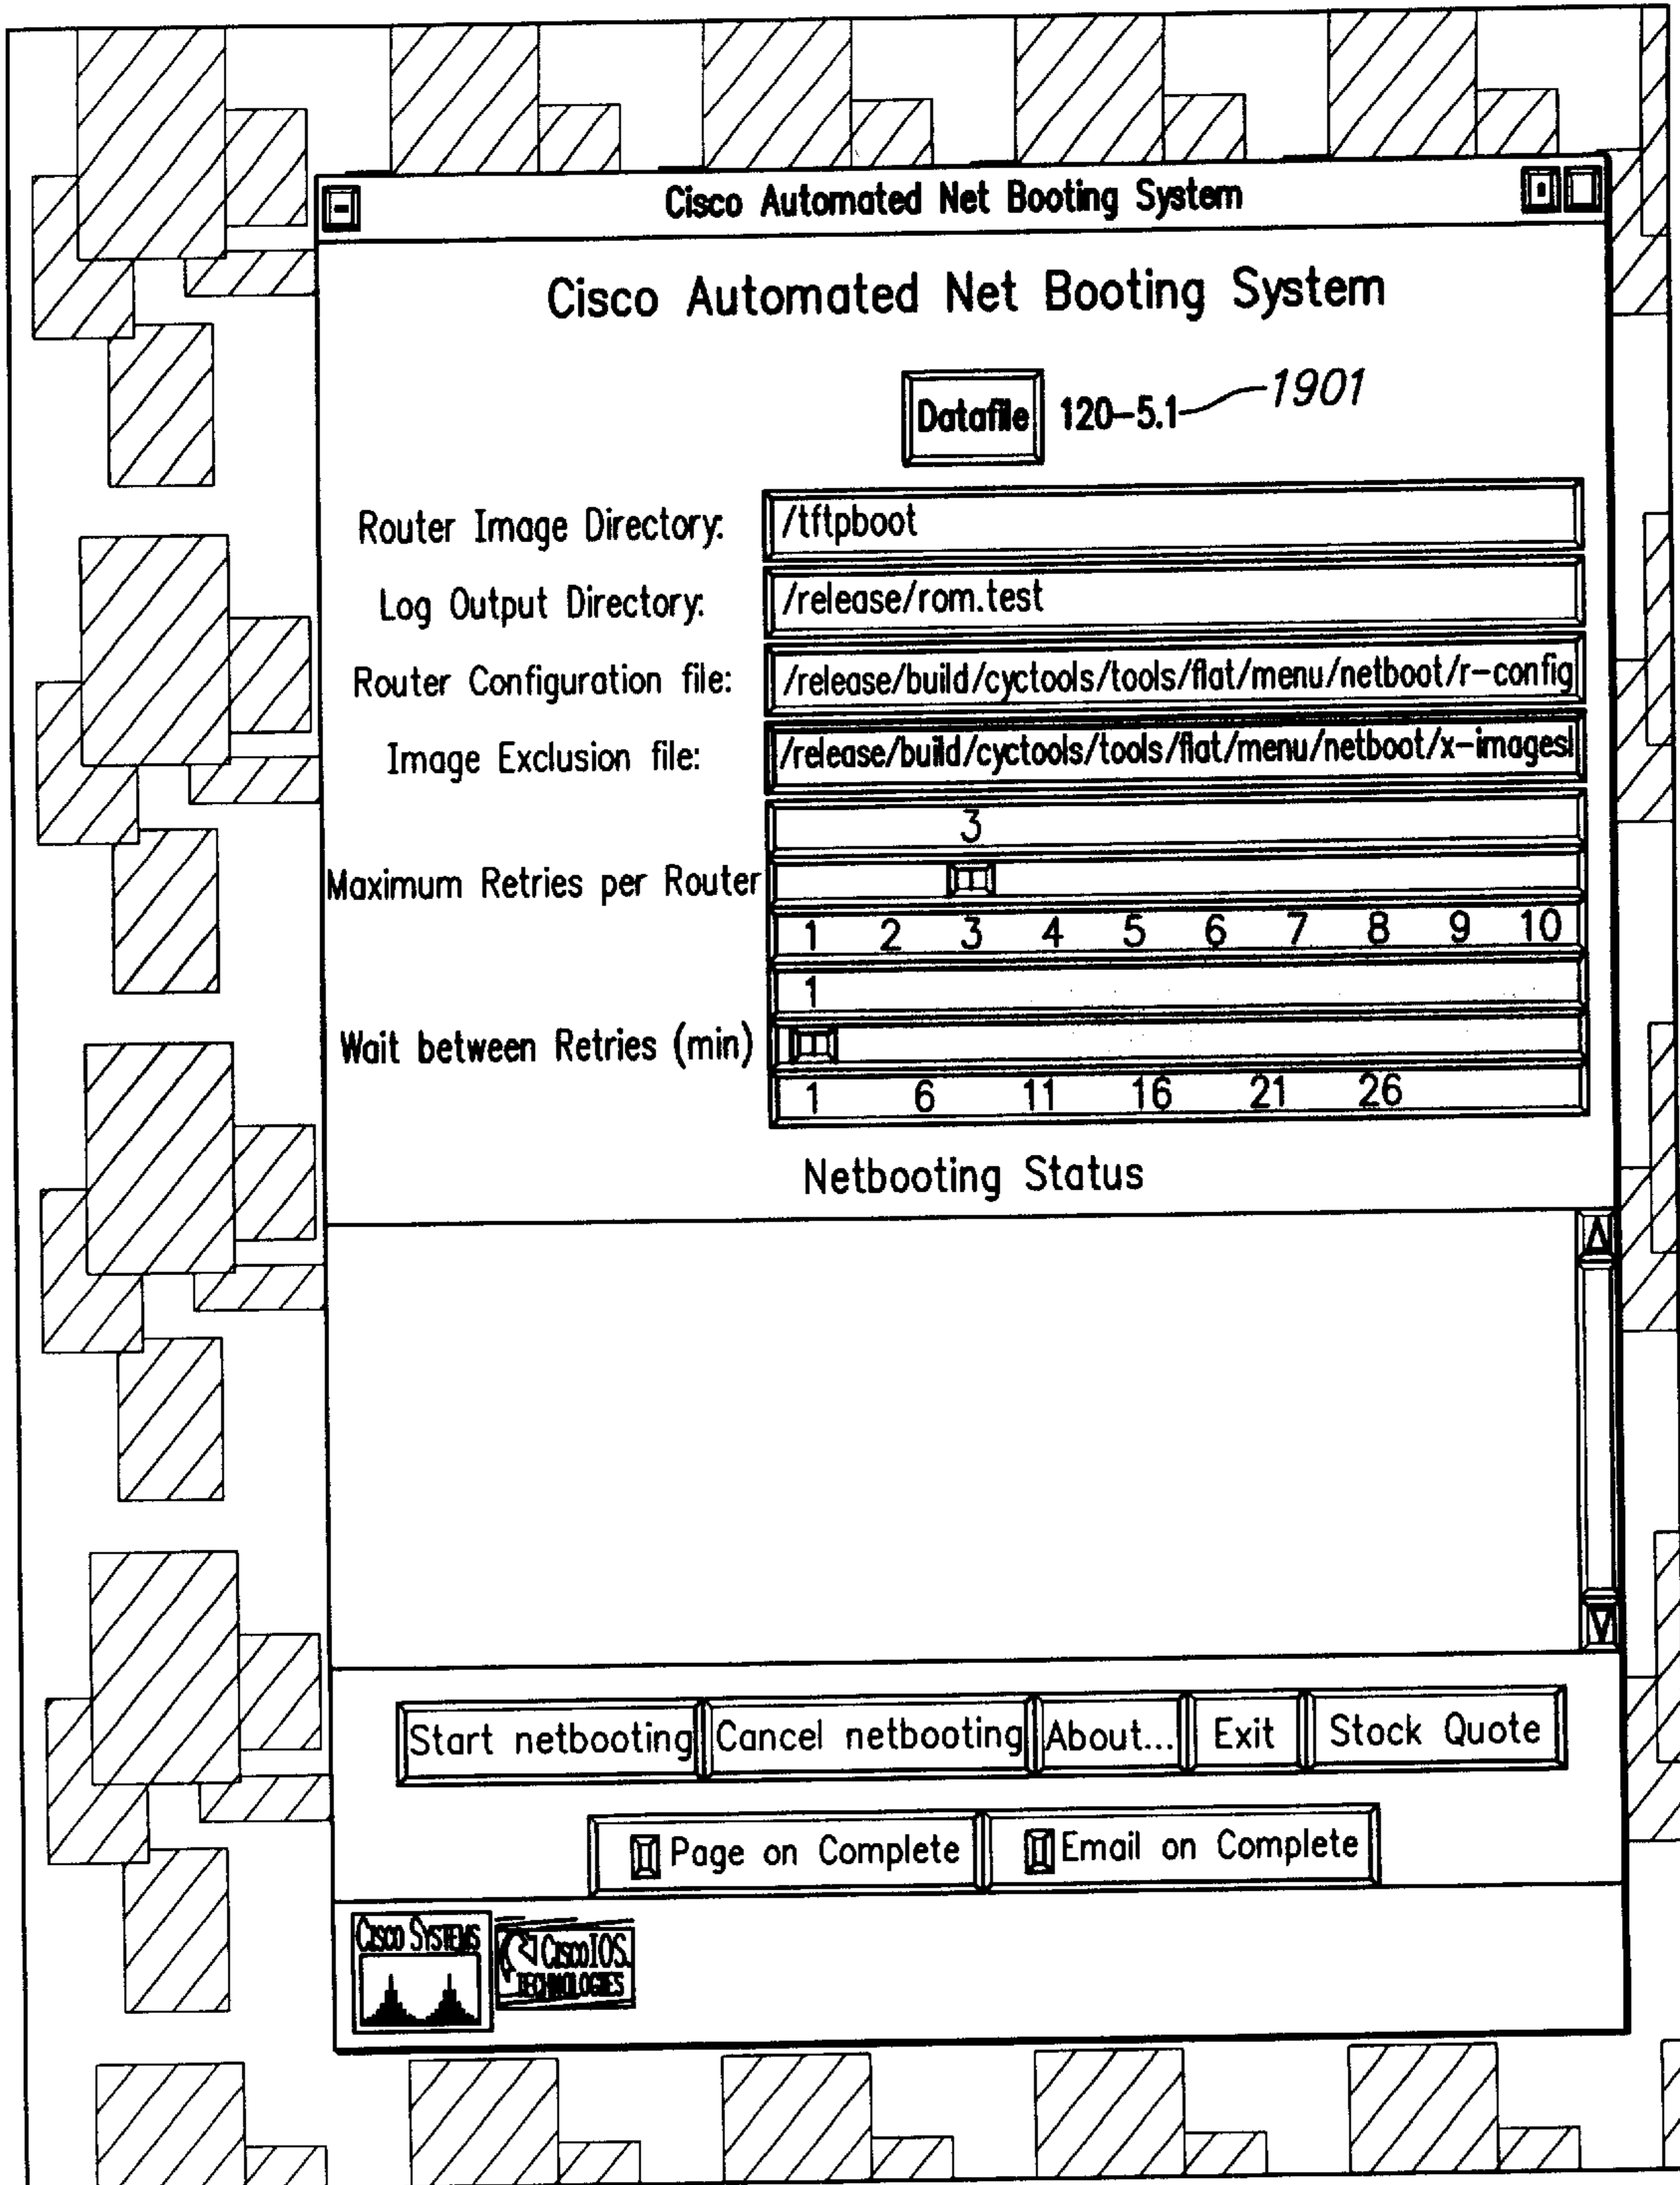 Cisco Automated Net Booting System
Cisco Automated Net Booting System
Datafile 120-5.1 1901
Router Image Directory: /tftpboot
Log Output Directory: /release/rom.test
Router Configuration file: /release/build/cyctools/tools/flat/menu/netboot/r-config
Image Exclusion file: /release/build/cyctools/tools/flat/menu/netboot/x-images
3
Maximum Retries per Router
1 2 3 4 5 6 7 8 9 10
1
Wait between Retries (min)
1 6 11 16 21 26
Netbooting Status
Start netbooting Cancel netbooting About... Exit Stock Quote
Page on Complete Email on Complete
CISCO SYSTEMS
CISCO IOS.
TECHNOLOGIES